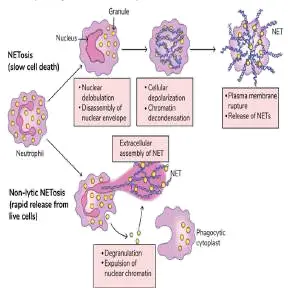 Granule
Nucleus
NETosis
(slow cell death)
NET
• Nuclear
delobulation
• Disassembly of
nuclear envelope
• Cellular
depolarization
• Chromatin
decondensation
• Plasma membrane
rupture
• Release of NETs
Neutrophil
Extracellular
assembly of NET
NET
Non-lytic NETosis
(rapid release from
live cells)
Phagocytic
cytoplast
• Degranulation
• Expulsion of
nuclear chromatin